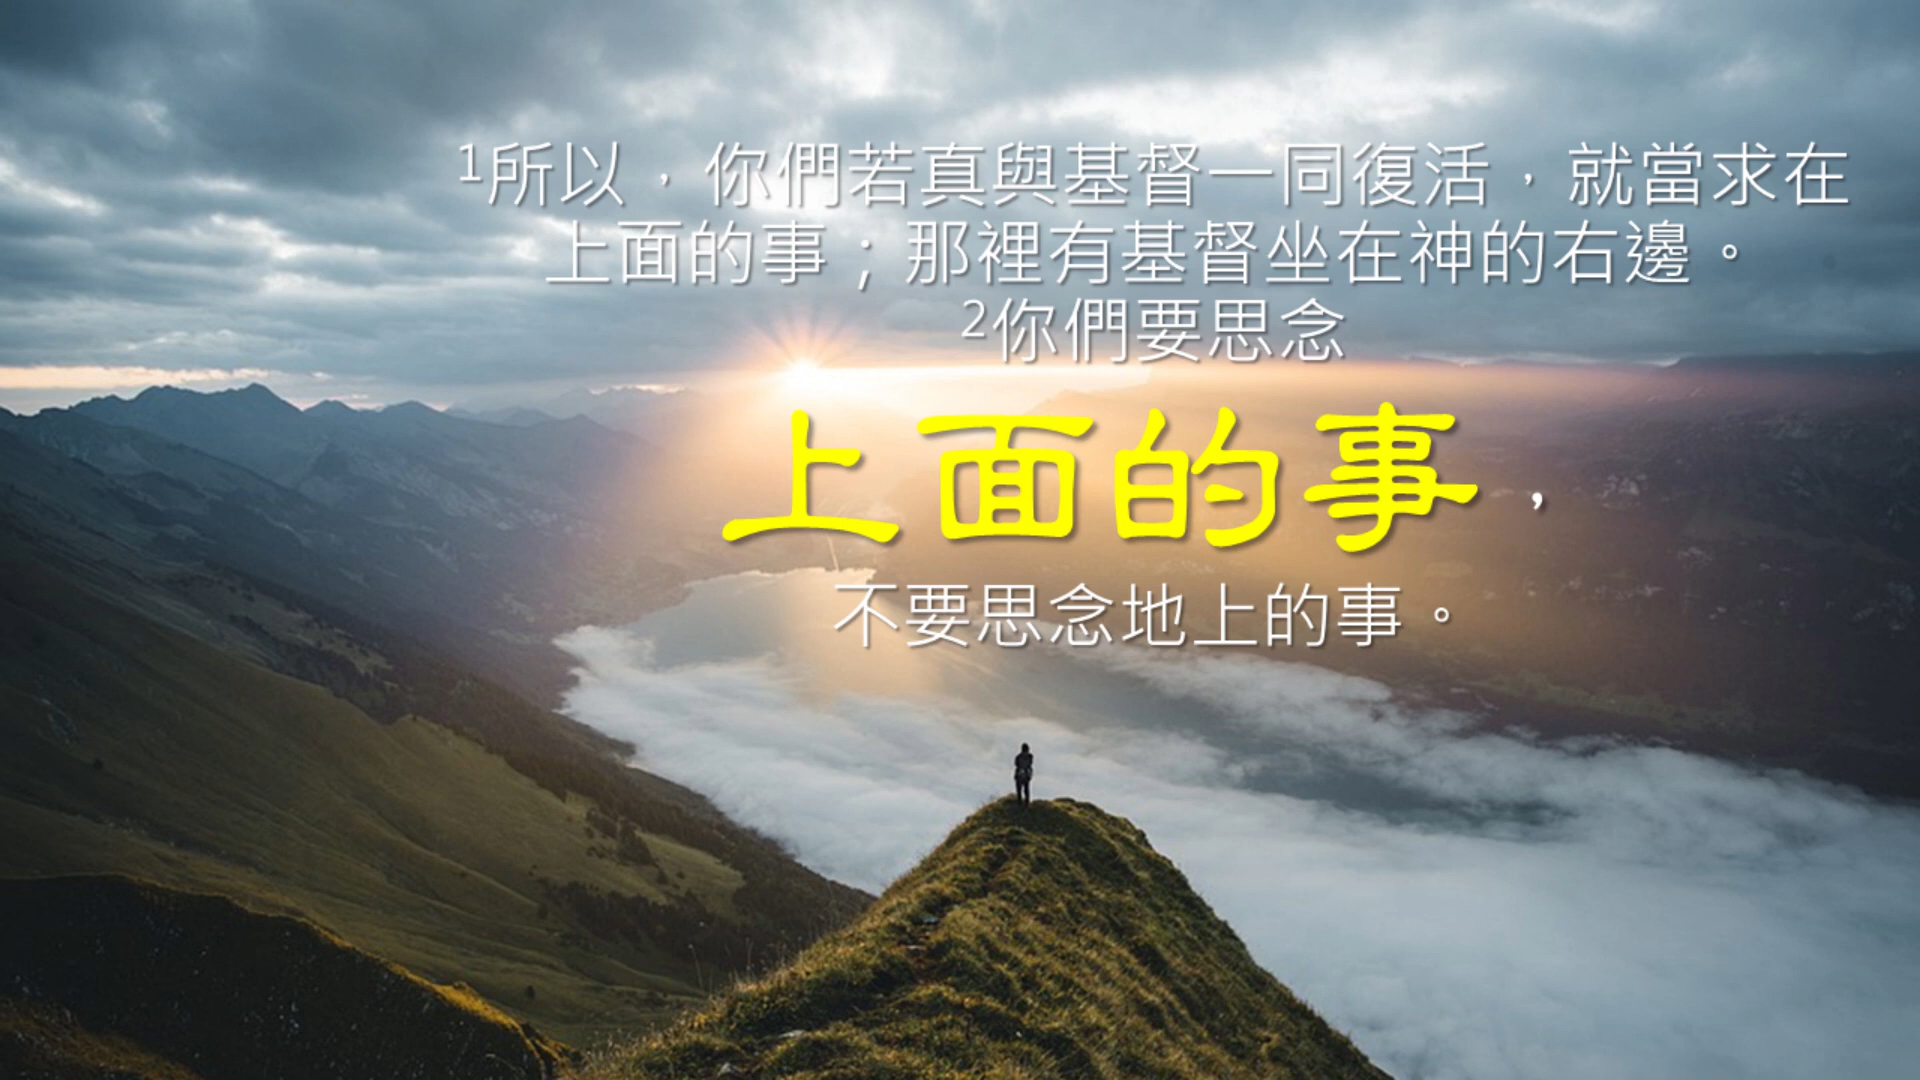 1所以，你們若真與基督一同復活，就當求在
上面的事；那裡有基督坐在神的右邊。
2你們要思念
上面的事，
不要思念地上的事。